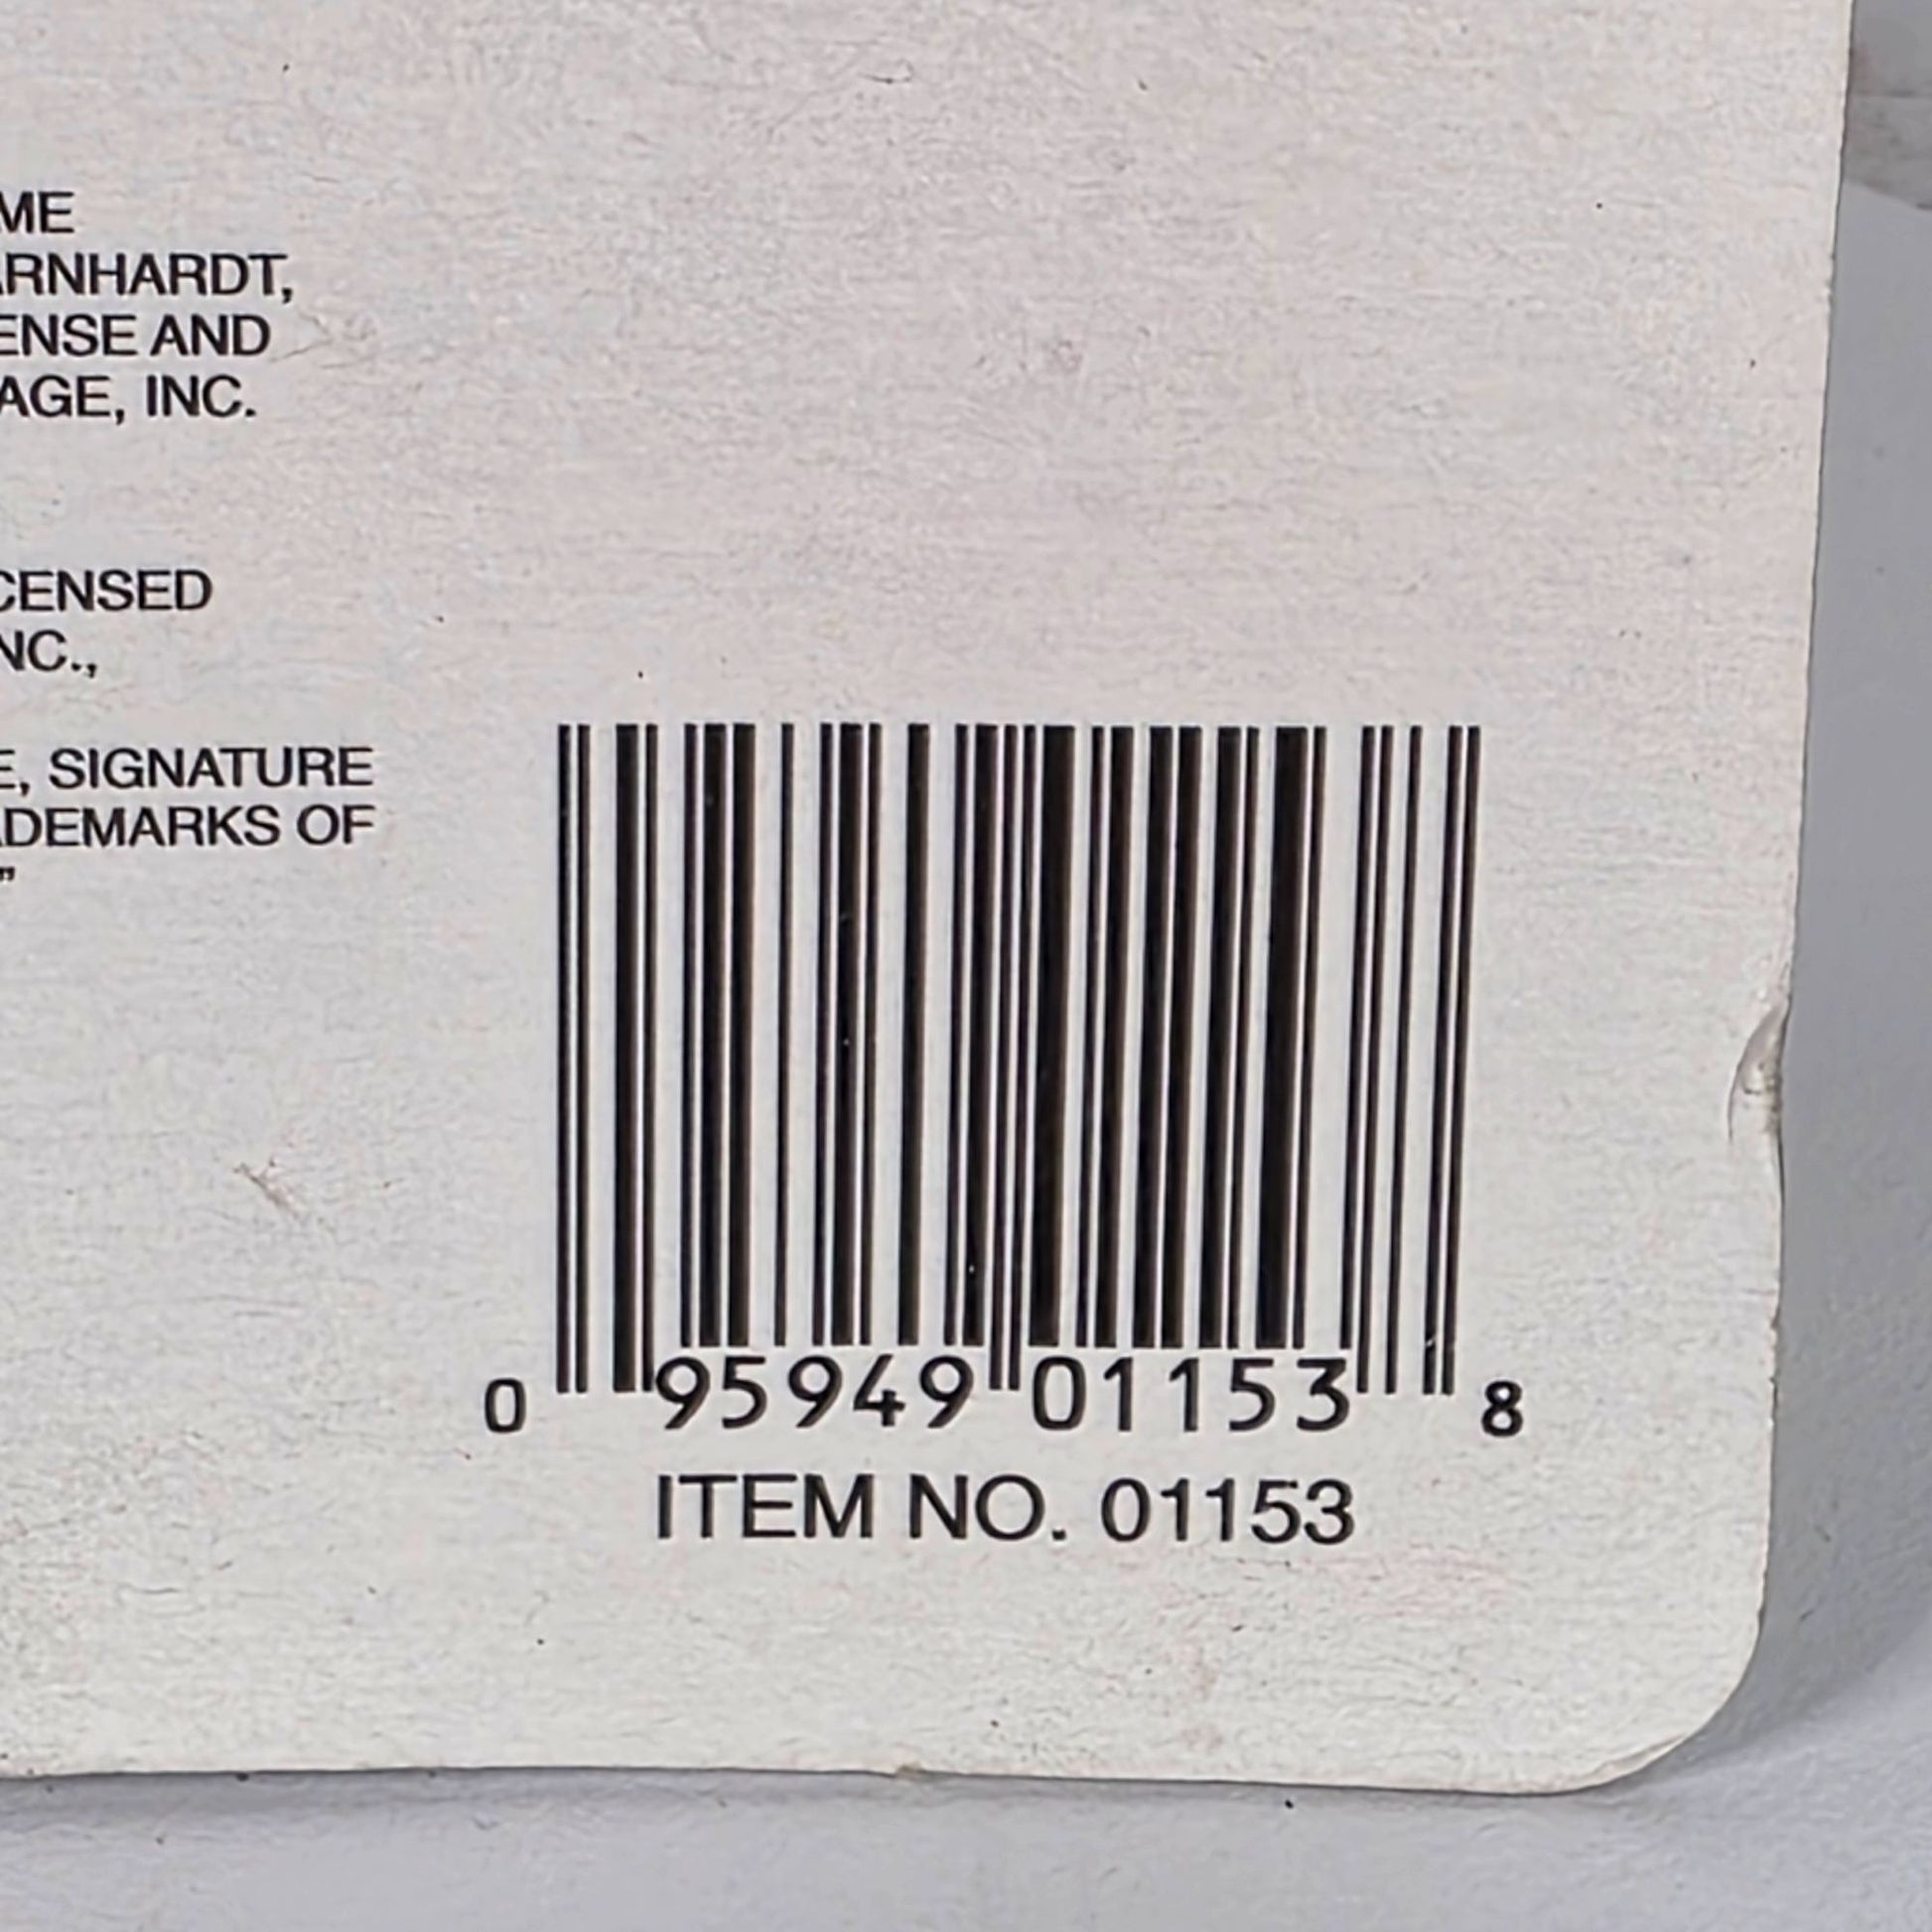 ME
ARNHARDT,
ENSE AND
AGE, INC.
CENSED
NC.,
E, SIGNATURE
ADEMARKS OF
"
0 95949 01153 8
ITEM NO. 01153